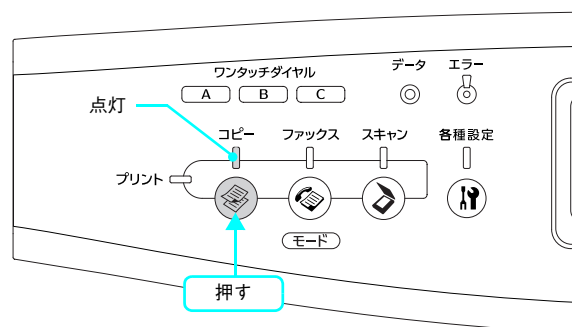 ワンタッチダイヤル
データ
エラー
A
B
C
点灯
コピー
ファックス
スキャン
各種設定
プリント
モード
押す